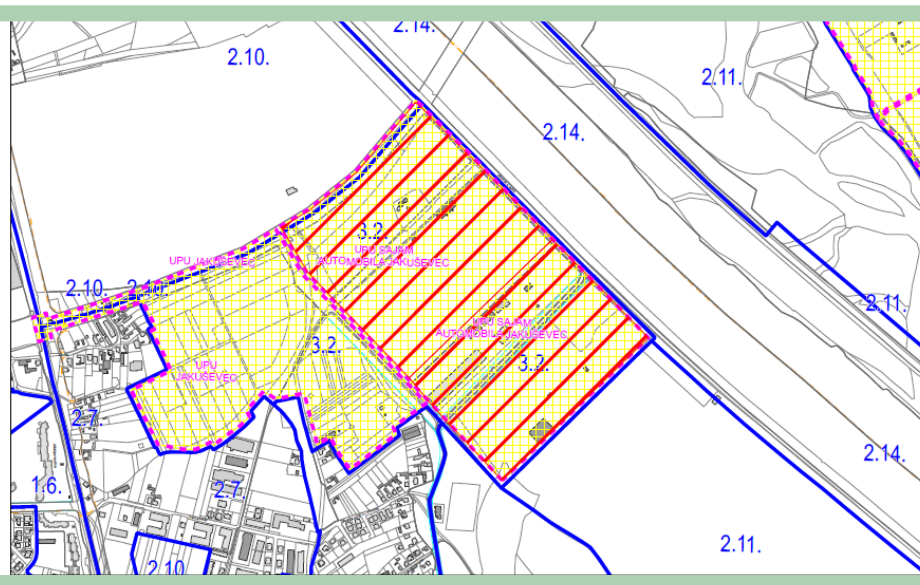 2.14.
2.10.
2.11.
2.14.
3.2.
UPU SAJAM
AUTOMOBILA JAKUŠEVEC
UPU JAKUŠEVEC
2.10.
2.10.
2.11.
UPU SAJAM
AUTOMOBILA JAKUŠEVEC
3.2.
3.2.
UPU
JAKUŠEVEC
2.7.
2.14.
1.6.
2.7.
2.11.
2.10.